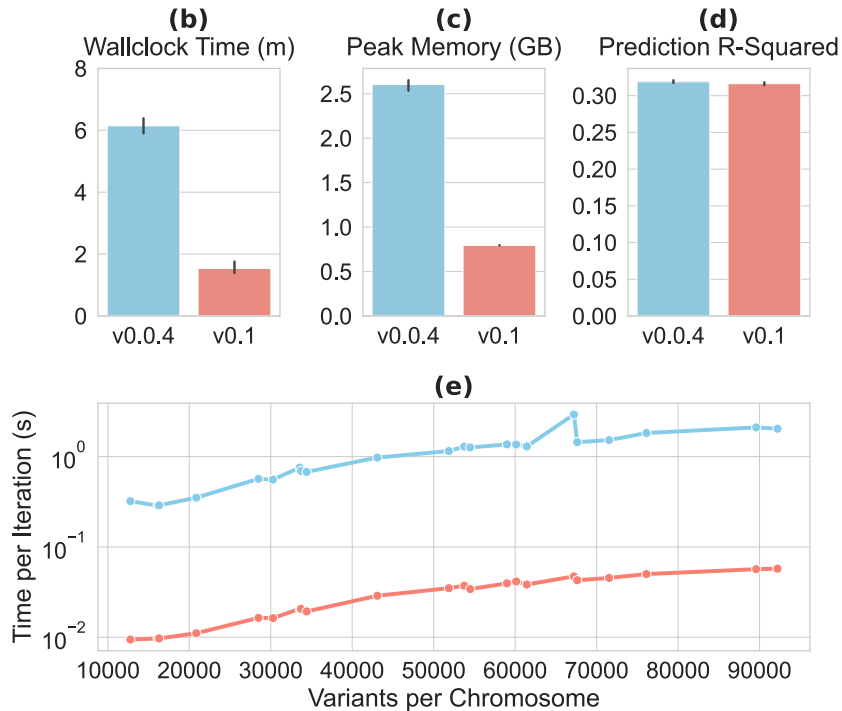 (b)
Wallclock Time (m)
8
6
4
2
0
v0.0.4 v0.1
(c)
Peak Memory (GB)
2.5
2.0
1.5
1.0
0.5
0.0
v0.0.4 v0.1
(d)
Prediction R-Squared
0.30
0.25
0.20
0.15
0.10
0.05
0.00
v0.0.4 v0.1
(e)
Time per Iteration (s)
10⁰
10⁻¹
10⁻²
10000 20000 30000 40000 50000 60000 70000 80000 90000
Variants per Chromosome